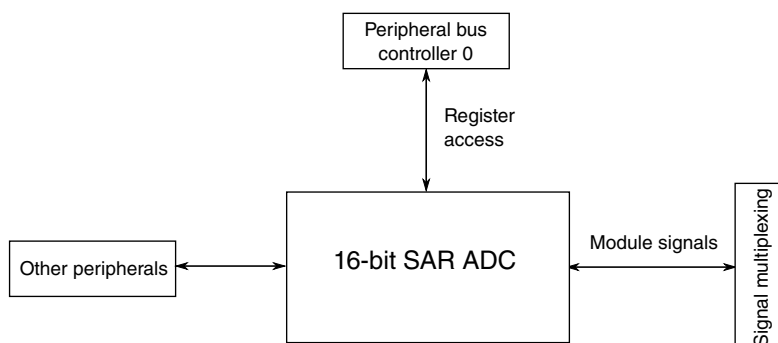 Peripheral bus
controller 0
Register
access
Other peripherals
16-bit SAR ADC
Module signals
Signal multiplexing